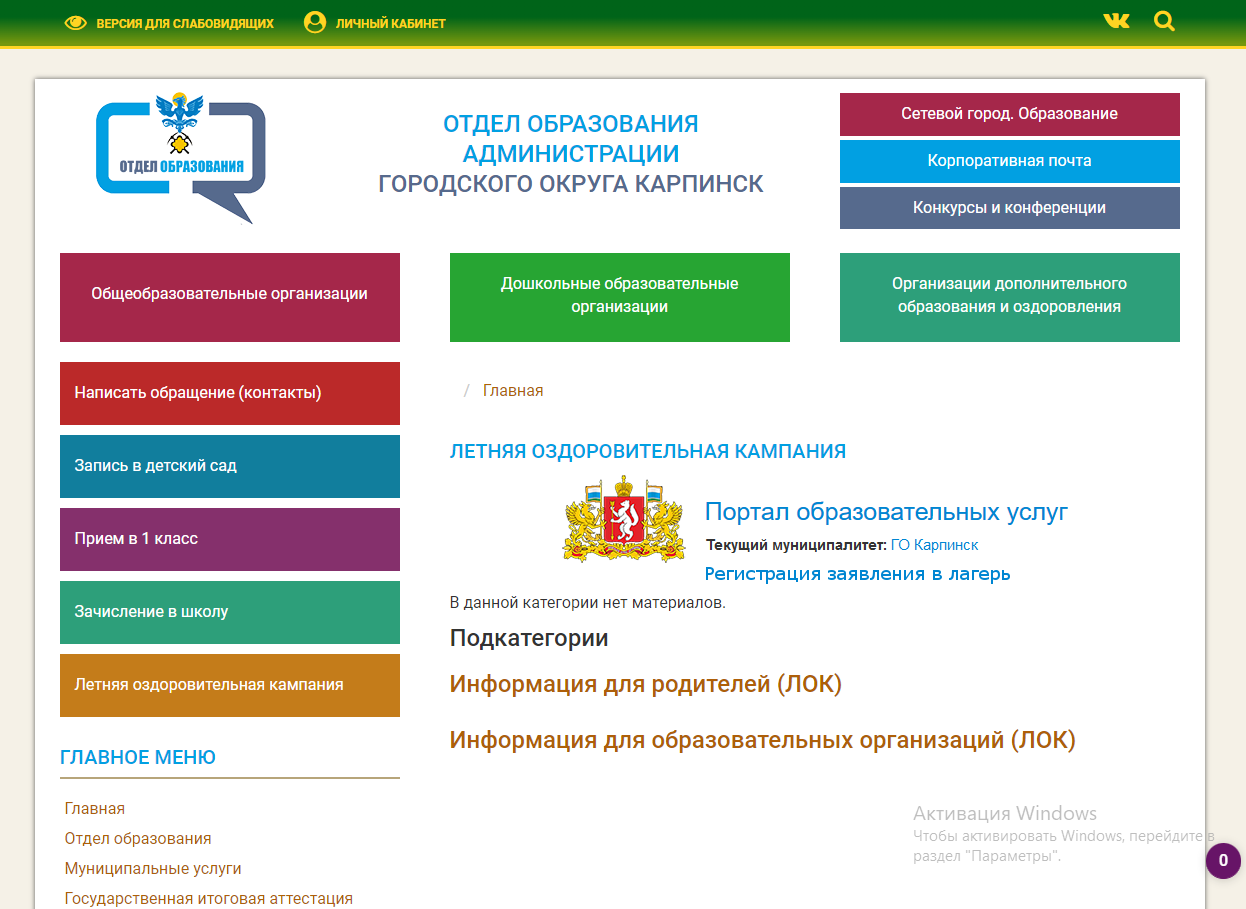 ВЕРСИЯ ДЛЯ СЛАБОВИДЯЩИХ
ЛИЧНЫЙ КАБИНЕТ
ОТДЕЛ ОБРАЗОВАНИЯ
ОТДЕЛ ОБРАЗОВАНИЯ
АДМИНИСТРАЦИИ
ГОРОДСКОГО ОКРУГА КАРПИНСК
Сетевой город. Образование
Корпоративная почта
Конкурсы и конференции
Общеобразовательные организации
Дошкольные образовательные
организации
Организации дополнительного
образования и оздоровления
Написать обращение (контакты)
Запись в детский сад
Прием в 1 класс
Зачисление в школу
Летняя оздоровительная кампания
ГЛАВНОЕ МЕНЮ
Главная
Отдел образования
Муниципальные услуги
Государственная итоговая аттестация
/ Главная
ЛЕТНЯЯ ОЗДОРОВИТЕЛЬНАЯ КАМПАНИЯ
Портал образовательных услуг
Текущий муниципалитет: ГО Карпинск
Регистрация заявления в лагерь
В данной категории нет материалов.
Подкатегории
Информация для родителей (ЛОК)
Информация для образовательных организаций (ЛОК)
Активация Windows
Чтобы активировать Windows, перейдите в
раздел "Параметры".
0